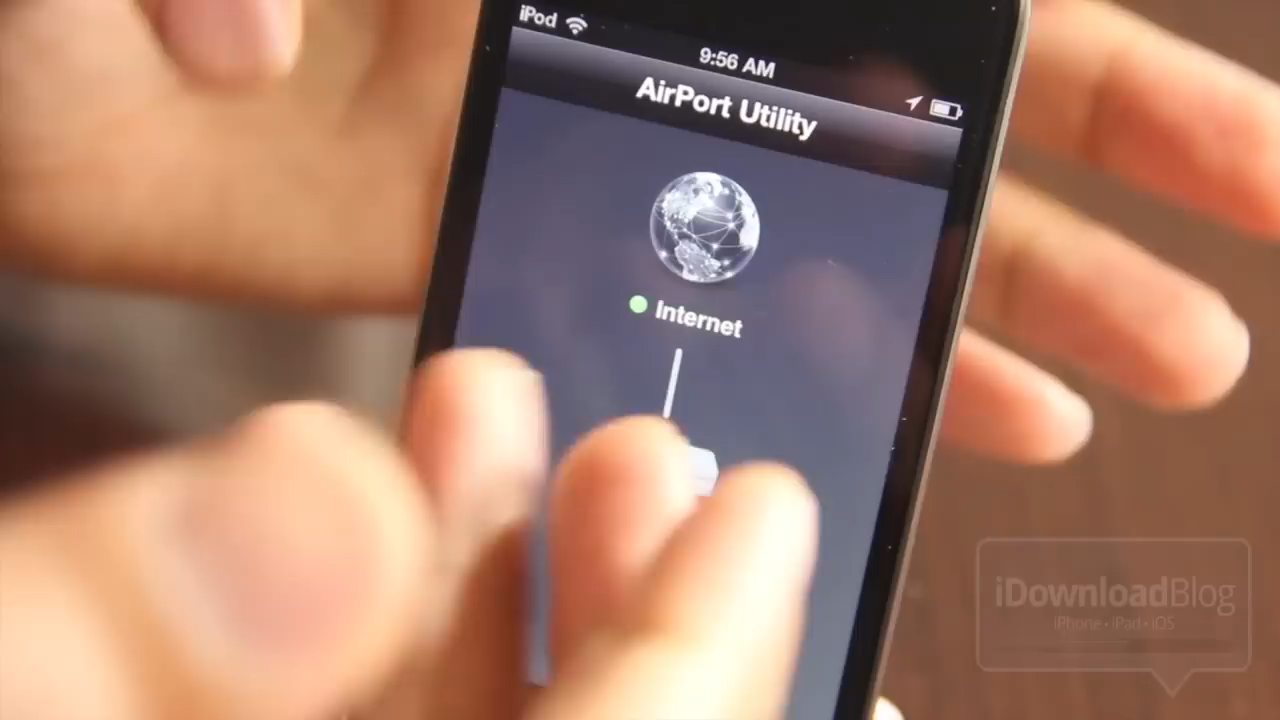 iPod
9:56 AM
AirPort Utility
Internet
iDownloadBlog
iPhone • iPad • iOS